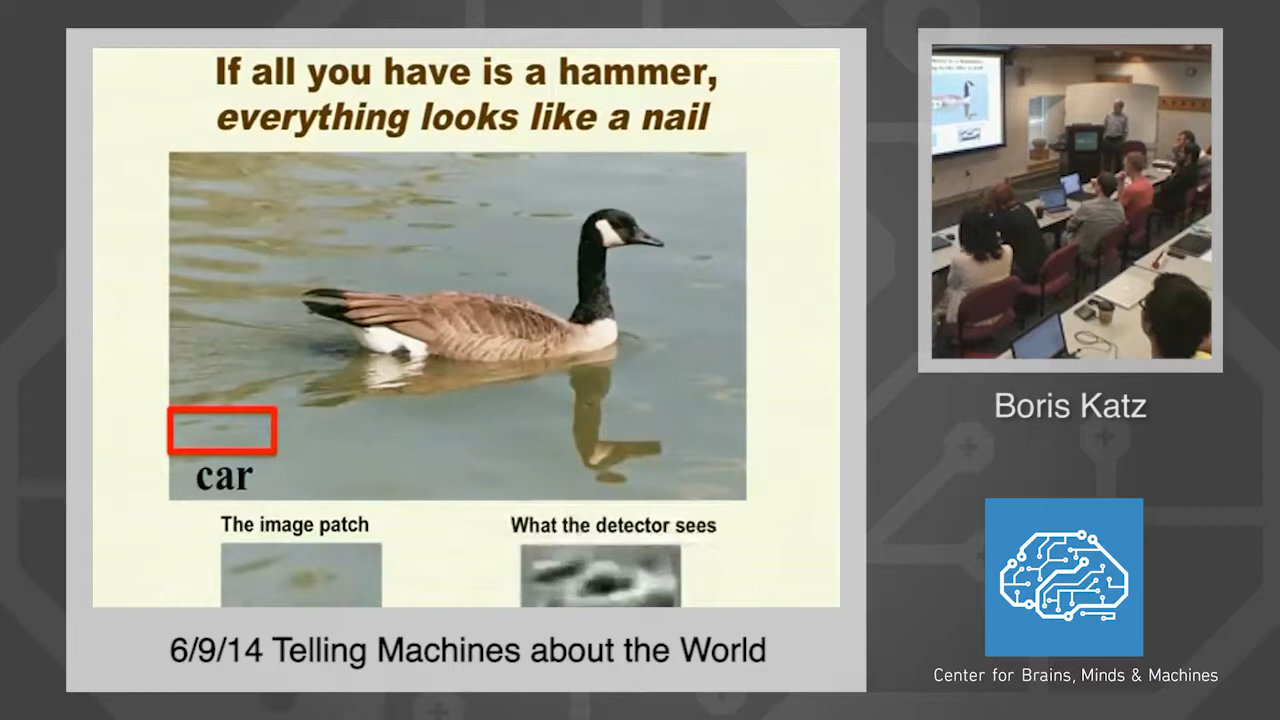 If all you have is a hammer,
everything looks like a nail
car
The image patch
What the detector sees
6/9/14 Telling Machines about the World
Boris Katz
Center for Brains, Minds & Machines